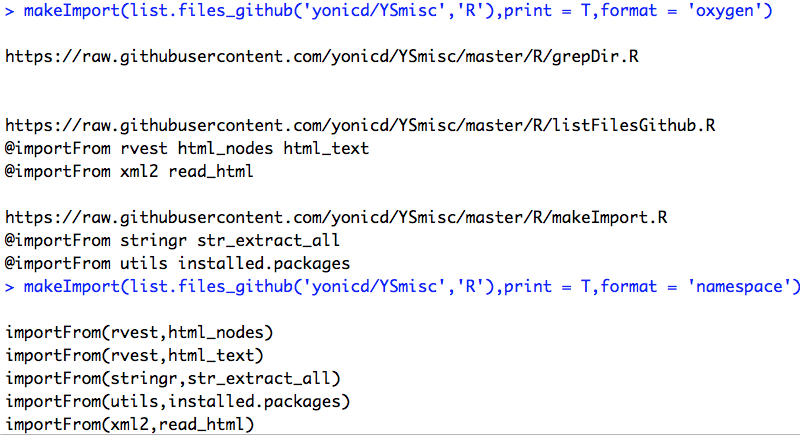 > makeImport(list.files_github('yonicd/YSmisc','R'),print = T,format = 'oxygen')
https://raw.githubusercontent.com/yonicd/YSmisc/master/R/grepDir.R
https://raw.githubusercontent.com/yonicd/YSmisc/master/R/listFilesGithub.R
@importFrom rvest html_nodes html_text
@importFrom xml2 read_html
https://raw.githubusercontent.com/yonicd/YSmisc/master/R/makeImport.R
@importFrom stringr str_extract_all
@importFrom utils installed.packages
> makeImport(list.files_github('yonicd/YSmisc','R'),print = T,format = 'namespace')
importFrom(rvest,html_nodes)
importFrom(rvest,html_text)
importFrom(stringr,str_extract_all)
importFrom(utils,installed.packages)
importFrom(xml2,read_html)